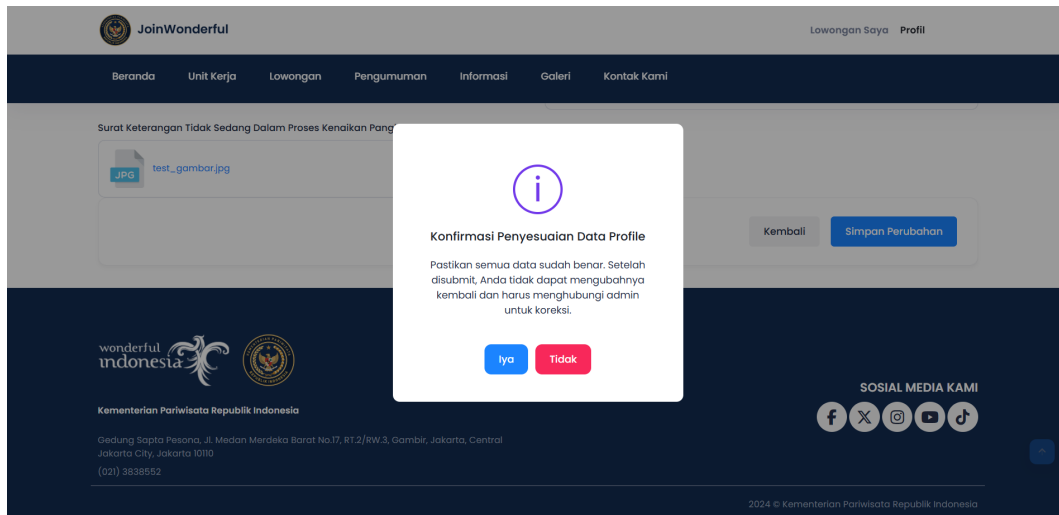 JoinWonderful
Lowongan Saya Profil
Beranda Unit Kerja Lowongan Pengumuman Informasi Galeri Kontak Kami
Surat Keterangan Tidak Sedang Dalam Proses Kenaikan
JPG
test_gambar.jpg
i
Konfirmasi Penyesuaian Data Profile
Pastikan semua data sudah benar. Setelah
disubmit, Anda tidak dapat mengubahnya
kembali dan harus menghubungi admin
untuk koreksi.
Iya Tidak
Kembali Simpan Perubahan
wonderful
indonesia
SOSIAL MEDIA KAMI
Kementerian Pariwisata Republik Indonesia
Gedung Sapta Pesona, Jl. Medan Merdeka Barat No.17, RT.2/RW.3, Gambir, Jakarta, Central
Jakarta City, Jakarta 10110
(021) 3838552
2024 © Kementerian Pariwisata Republik Indonesia